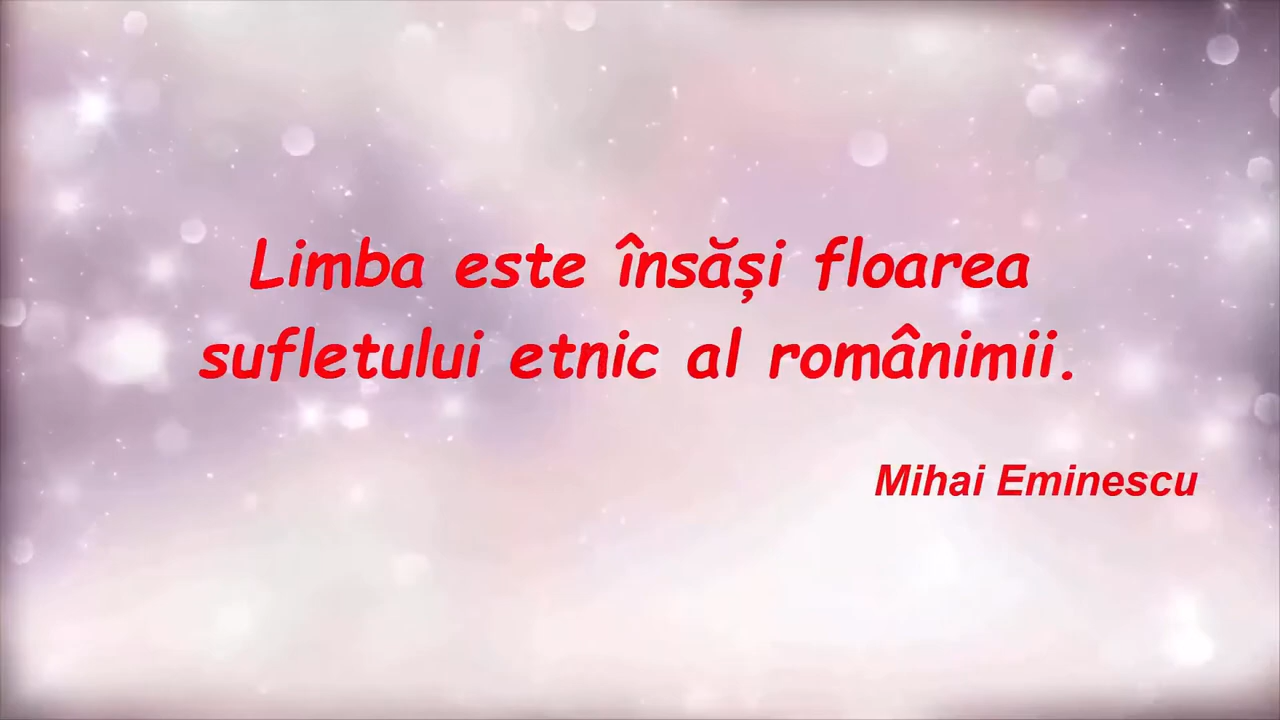 Limba este însăși floarea
sufletului etnic al românimii.
Mihai Eminescu